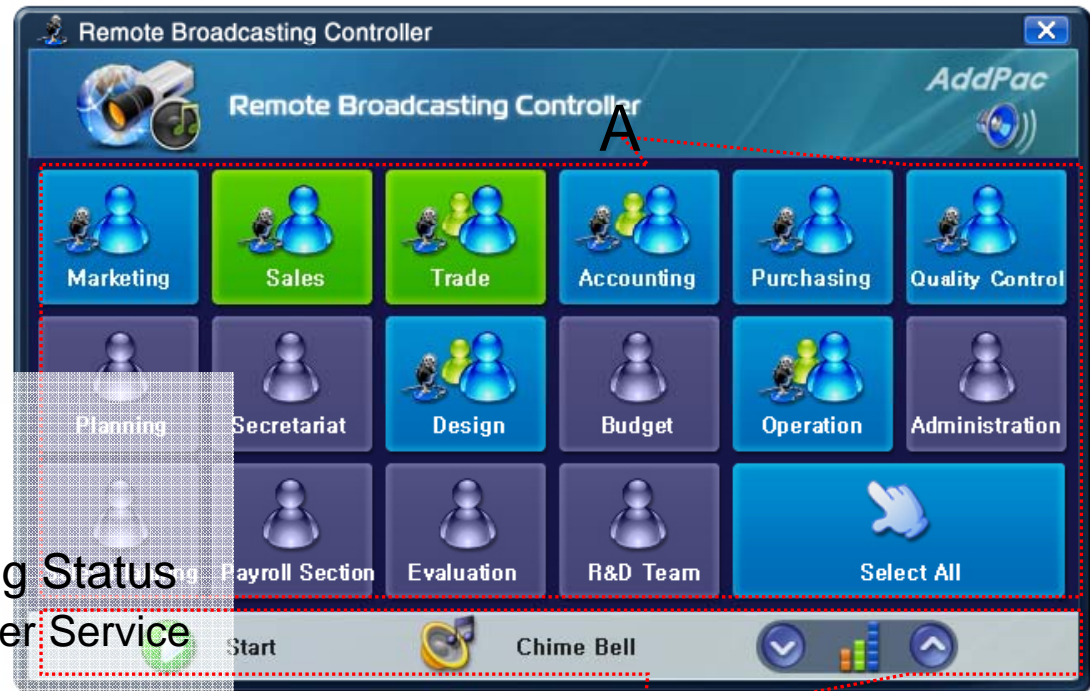 Remote Broadcasting Controller
Remote Broadcasting Controller
AddPac
A
Marketing
Sales
Trade
Accounting
Purchasing
Quality Control
Planning
Secretariat
Design
Budget
Operation
Administration
Payroll Section
Evaluation
R&D Team
Select All
g Status
er Service
Start
Chime Bell